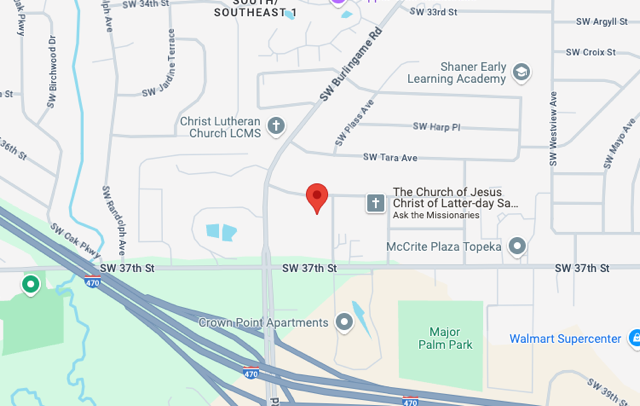 SOUTH/
SOUTHEAST 1
SW 34th St
SW 33rd St
SW Argyll St
SW Croix St
SW Birchwood Dr
SW Jardine Terrace
SW Burlingame Rd
Shaner Early
Learning Academy
SW Plass Ave
Christ Lutheran
Church LCMS
SW Harp Pl
SW Westview Ave
SW Mayo Ave
SW Tara Ave
SW Randolph Ave
The Church of Jesus
Christ of Latter-day Sa...
Ask the Missionaries
SW Oak Pkwy
McCrite Plaza Topeka
SW 37th St
SW 37th St
SW 37th St
470
Crown Point Apartments
Major
Palm Park
Walmart Supercenter
470
SW 39th St
470